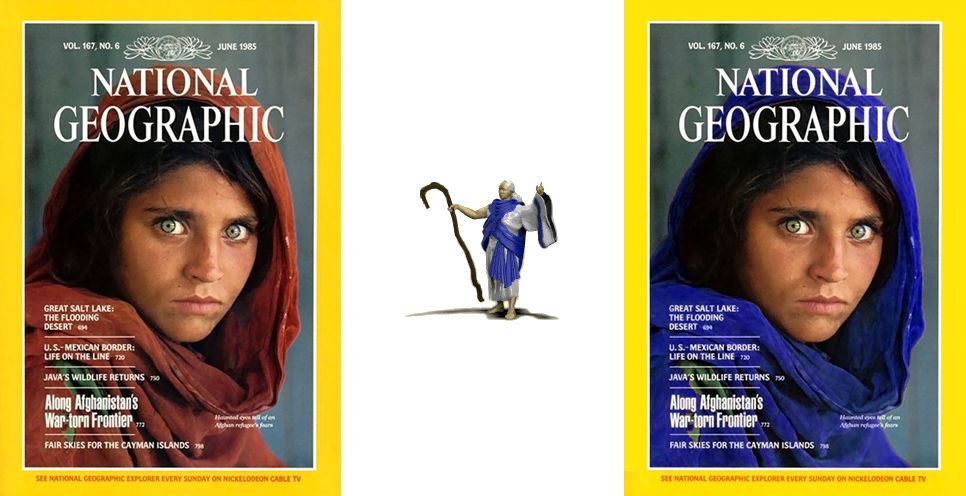 VOL. 167, NO. 6
JUNE 1985
NATIONAL
GEOGRAPHIC
GREAT SALT LAKE:
THE FLOODING
DESERT 694
U.S.-MEXICAN BORDER:
LIFE ON THE LINE 720
JAVA'S WILDLIFE RETURNS 750
Along Afghanistan's
War-torn Frontier 772
Haunted eyes tell of an
Afghan refugee's fears
FAIR SKIES FOR THE CAYMAN ISLANDS 798
SEE NATIONAL GEOGRAPHIC EXPLORER EVERY SUNDAY ON NICKELODEON CABLE TV
VOL. 167, NO. 6
JUNE 1985
NATIONAL
GEOGRAPHIC
GREAT SALT LAKE:
THE FLOODING
DESERT 694
U.S.-MEXICAN BORDER:
LIFE ON THE LINE 720
JAVA'S WILDLIFE RETURNS 750
Along Afghanistan's
War-torn Frontier 772
Haunted eyes tell of an
Afghan refugee's fears
FAIR SKIES FOR THE CAYMAN ISLANDS 798
SEE NATIONAL GEOGRAPHIC EXPLORER EVERY SUNDAY ON NICKELODEON CABLE TV